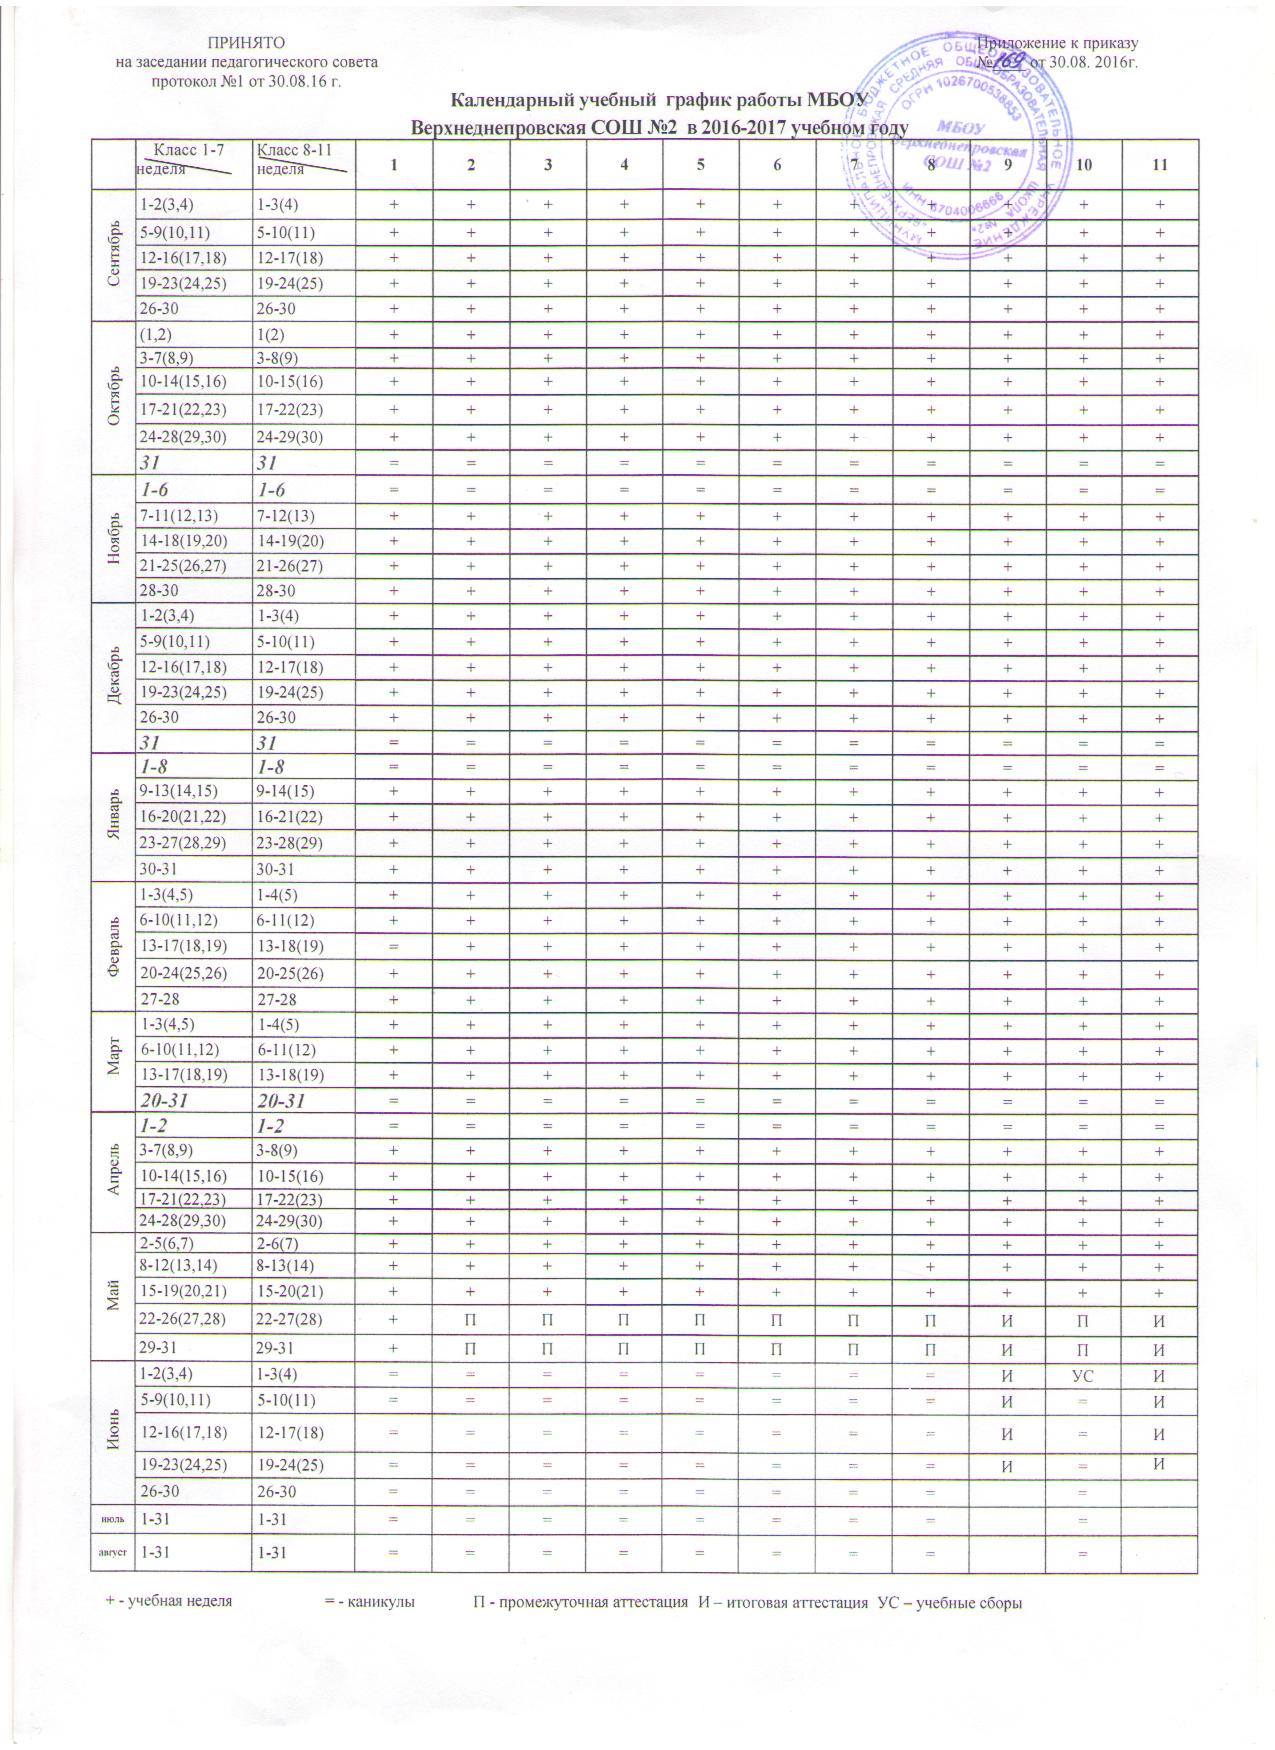 ПРИНЯТО
на заседании педагогического совета
протокол №1 от 30.08.16 г.
Приложение к приказу
№169 от 30.08. 2016г.
Календарный учебный график работы МБОУ
Верхнеднепровская СОШ №2 в 2016-2017 учебном году
МУНИЦИПАЛЬНОЕ БЮДЖЕТНОЕ ОБЩЕОБРАЗОВАТЕЛЬНОЕ УЧРЕЖДЕНИЕ
ВЕРХНЕДНЕПРОВСКАЯ СРЕДНЯЯ ОБЩЕОБРАЗОВАТЕЛЬНАЯ ШКОЛА №2
ОГРН 1026700538853
МБОУ
Верхнеднепровская
СОШ №2
ИНН 6704006666
Класс 1-7 Класс 8-11
неделя неделя 1 2 3 4 5 6 7 8 9 10 11
Сентябрь
1-2(3,4) 1-3(4) + + + + + + + + + + +
5-9(10,11) 5-10(11) + + + + + + + + + + +
12-16(17,18) 12-17(18) + + + + + + + + + + +
19-23(24,25) 19-24(25) + + + + + + + + + + +
26-30 26-30 + + + + + + + + + + +
Октябрь
(1,2) 1(2) + + + + + + + + + + +
3-7(8,9) 3-8(9) + + + + + + + + + + +
10-14(15,16) 10-15(16) + + + + + + + + + + +
17-21(22,23) 17-22(23) + + + + + + + + + + +
24-28(29,30) 24-29(30) + + + + + + + + + + +
31 31 = = = = = = = = = = =
Ноябрь
1-6 1-6 = = = = = = = = = = =
7-11(12,13) 7-12(13) + + + + + + + + + + +
14-18(19,20) 14-19(20) + + + + + + + + + + +
21-25(26,27) 21-26(27) + + + + + + + + + + +
28-30 28-30 + + + + + + + + + + +
Декабрь
1-2(3,4) 1-3(4) + + + + + + + + + + +
5-9(10,11) 5-10(11) + + + + + + + + + + +
12-16(17,18) 12-17(18) + + + + + + + + + + +
19-23(24,25) 19-24(25) + + + + + + + + + + +
26-30 26-30 + + + + + + + + + + +
31 31 = = = = = = = = = = =
Январь
1-8 1-8 = = = = = = = = = = =
9-13(14,15) 9-14(15) + + + + + + + + + + +
16-20(21,22) 16-21(22) + + + + + + + + + + +
23-27(28,29) 23-28(29) + + + + + + + + + + +
30-31 30-31 + + + + + + + + + + +
Февраль
1-3(4,5) 1-4(5) + + + + + + + + + + +
6-10(11,12) 6-11(12) + + + + + + + + + + +
13-17(18,19) 13-18(19) = + + + + + + + + + +
20-24(25,26) 20-25(26) + + + + + + + + + + +
27-28 27-28 + + + + + + + + + + +
Март
1-3(4,5) 1-4(5) + + + + + + + + + + +
6-10(11,12) 6-11(12) + + + + + + + + + + +
13-17(18,19) 13-18(19) + + + + + + + + + + +
20-31 20-31 = = = = = = = = = = =
Апрель
1-2 1-2 = = = = = = = = = = =
3-7(8,9) 3-8(9) + + + + + + + + + + +
10-14(15,16) 10-15(16) + + + + + + + + + + +
17-21(22,23) 17-22(23) + + + + + + + + + + +
24-28(29,30) 24-29(30) + + + + + + + + + + +
Май
2-5(6,7) 2-6(7) + + + + + + + + + + +
8-12(13,14) 8-13(14) + + + + + + + + + + +
15-19(20,21) 15-20(21) + + + + + + + + + + +
22-26(27,28) 22-27(28) + П П П П П П П И П И
29-31 29-31 + П П П П П П П И П И
Июнь
1-2(3,4) 1-3(4) = = = = = = = = И УС И
5-9(10,11) 5-10(11) = = = = = = = = И = И
12-16(17,18) 12-17(18) = = = = = = = = И = И
19-23(24,25) 19-24(25) = = = = = = = = И = И
26-30 26-30 = = = = = = = = =
июль 1-31 1-31 = = = = = = = = =
август 1-31 1-31 = = = = = = = = =
+ - учебная неделя = - каникулы П - промежуточная аттестация И – итоговая аттестация УС – учебные сборы